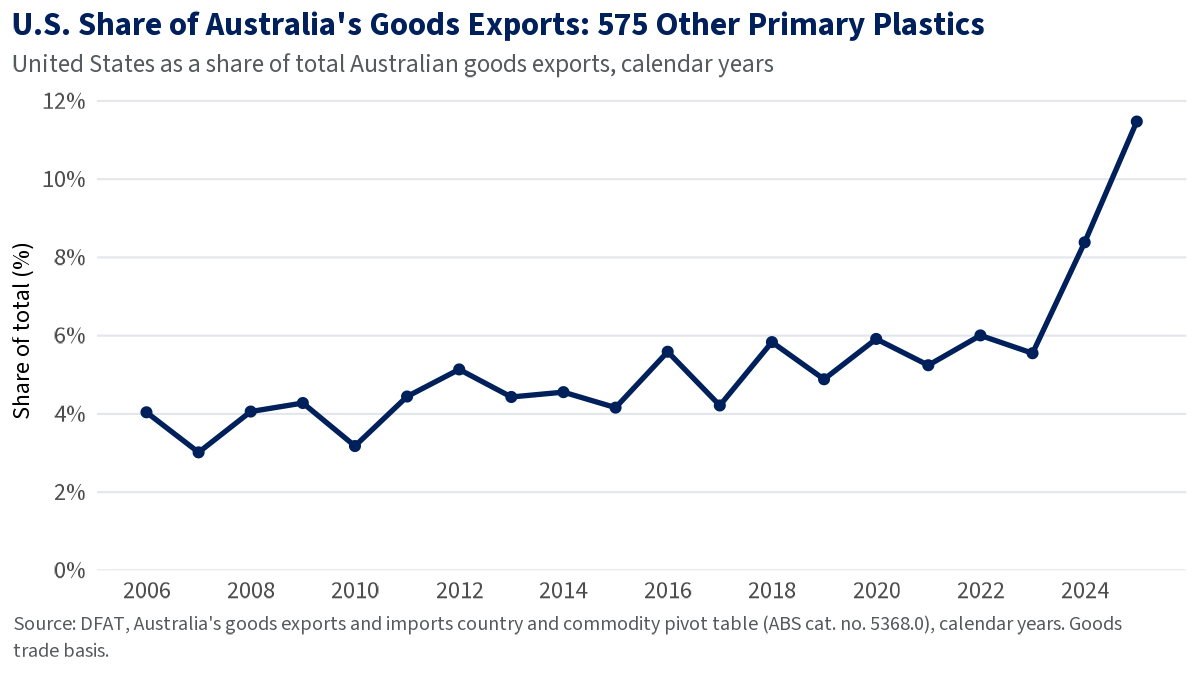 U.S. Share of Australia's Goods Exports: 575 Other Primary Plastics
United States as a share of total Australian goods exports, calendar years
Share of total (%)
12%
10%
8%
6%
4%
2%
0%
2006 2008 2010 2012 2014 2016 2018 2020 2022 2024
Source: DFAT, Australia's goods exports and imports country and commodity pivot table (ABS cat. no. 5368.0), calendar years. Goods
trade basis.